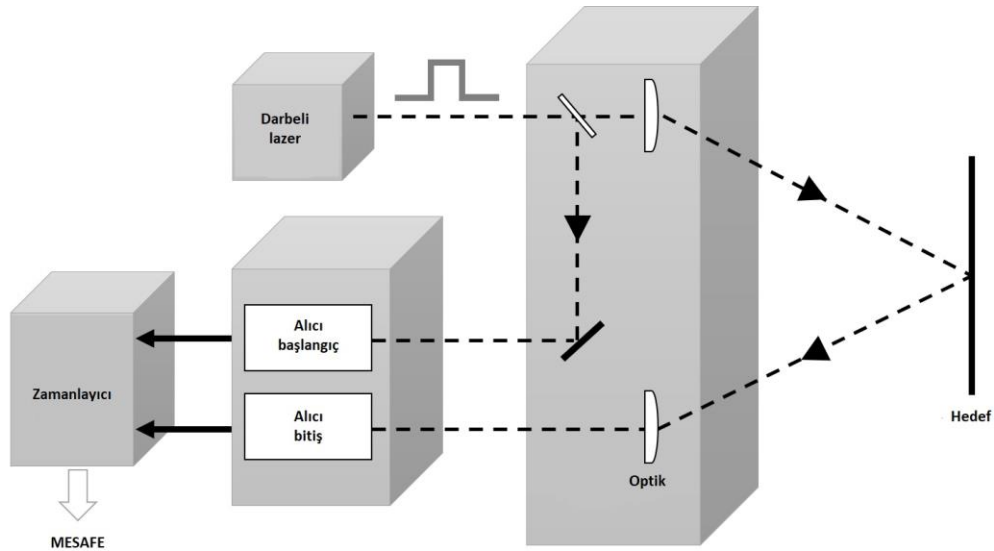 Darbeli
lazer
Alıcı
başlangıç
Zamanlayıcı
Alıcı
bitiş
Hedef
Optik
MESAFE